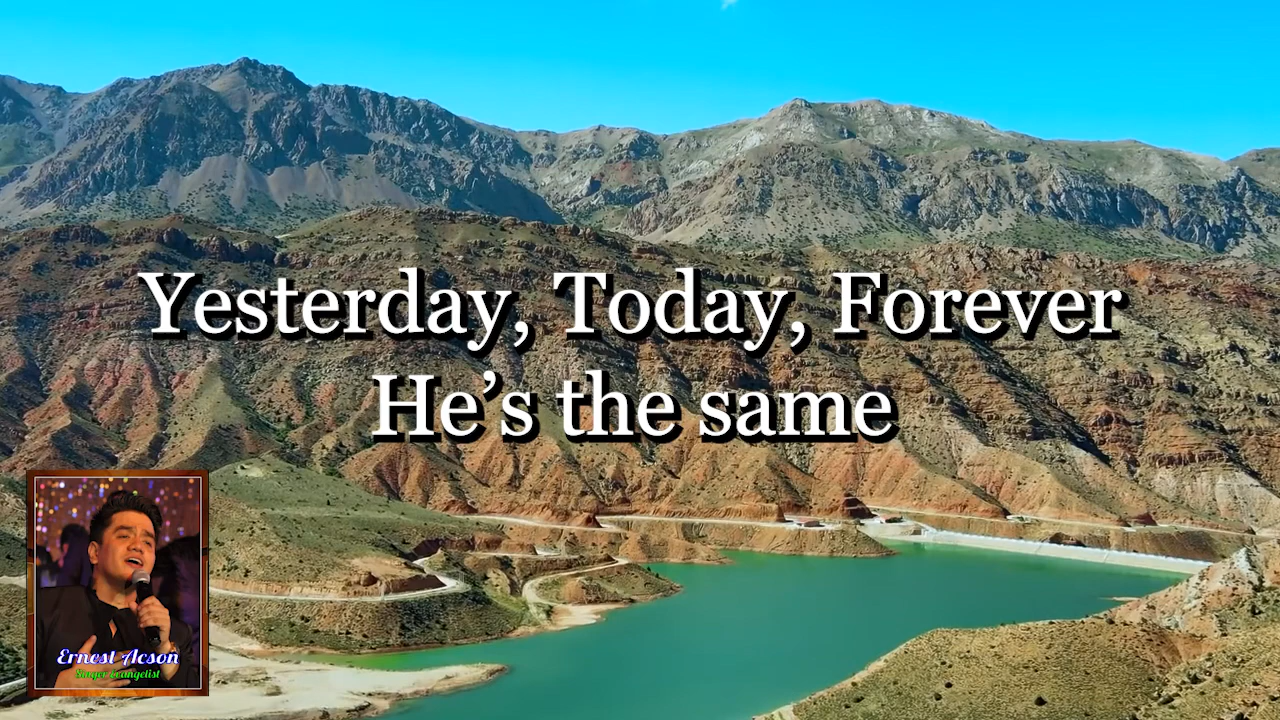 Yesterday, Today, Forever
He’s the same
Ernest Acson
Singer Evangelist